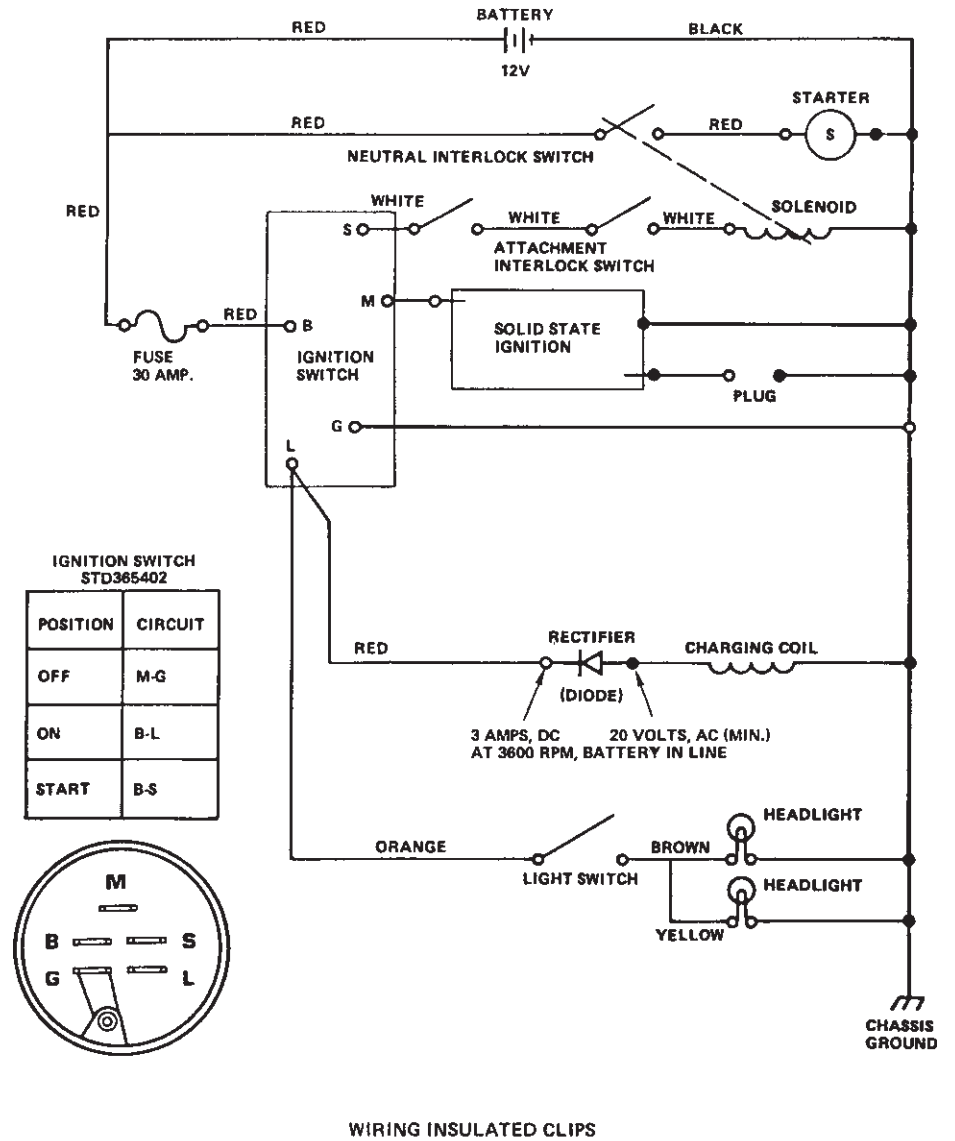 BATTERY
RED
BLACK
12V
STARTER
RED
RED
S
NEUTRAL INTERLOCK SWITCH
RED
WHITE
SOLENOID
S
WHITE
WHITE
ATTACHMENT
INTERLOCK SWITCH
M
RED
B
SOLID STATE
IGNITION
FUSE
30 AMP.
IGNITION
SWITCH
PLUG
G
L
IGNITION SWITCH
STD365402
POSITION CIRCUIT
OFF M-G
ON B-L
START B-S
RED
RECTIFIER
CHARGING COIL
(DIODE)
3 AMPS, DC 20 VOLTS, AC (MIN.)
AT 3600 RPM, BATTERY IN LINE
HEADLIGHT
ORANGE
BROWN
LIGHT SWITCH
HEADLIGHT
YELLOW
M
B S
G L
CHASSIS
GROUND
WIRING INSULATED CLIPS